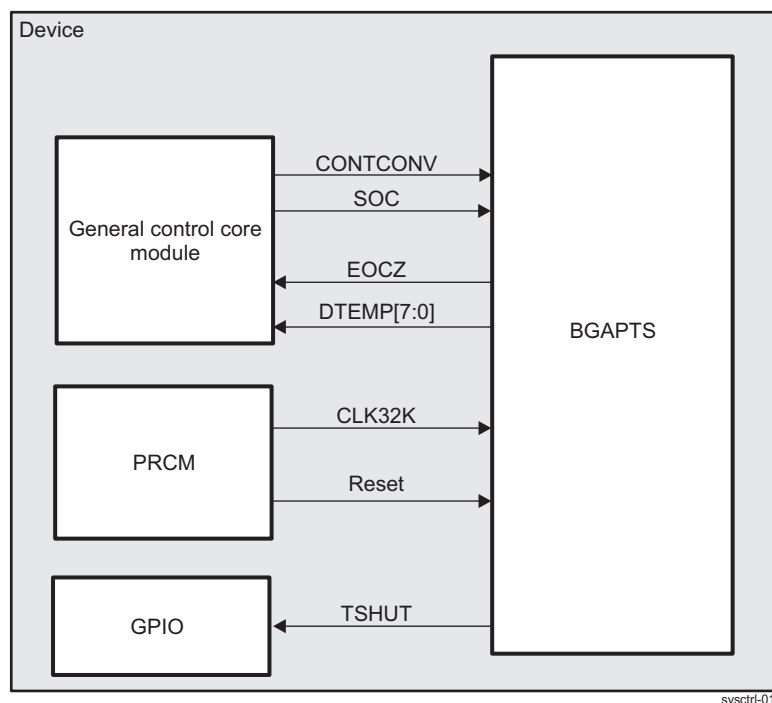 Device
CONTCONV
SOC
General control core
module
EOCZ
DTEMP[7:0]
BGAPTS
CLK32K
PRCM
Reset
TSHUT
GPIO